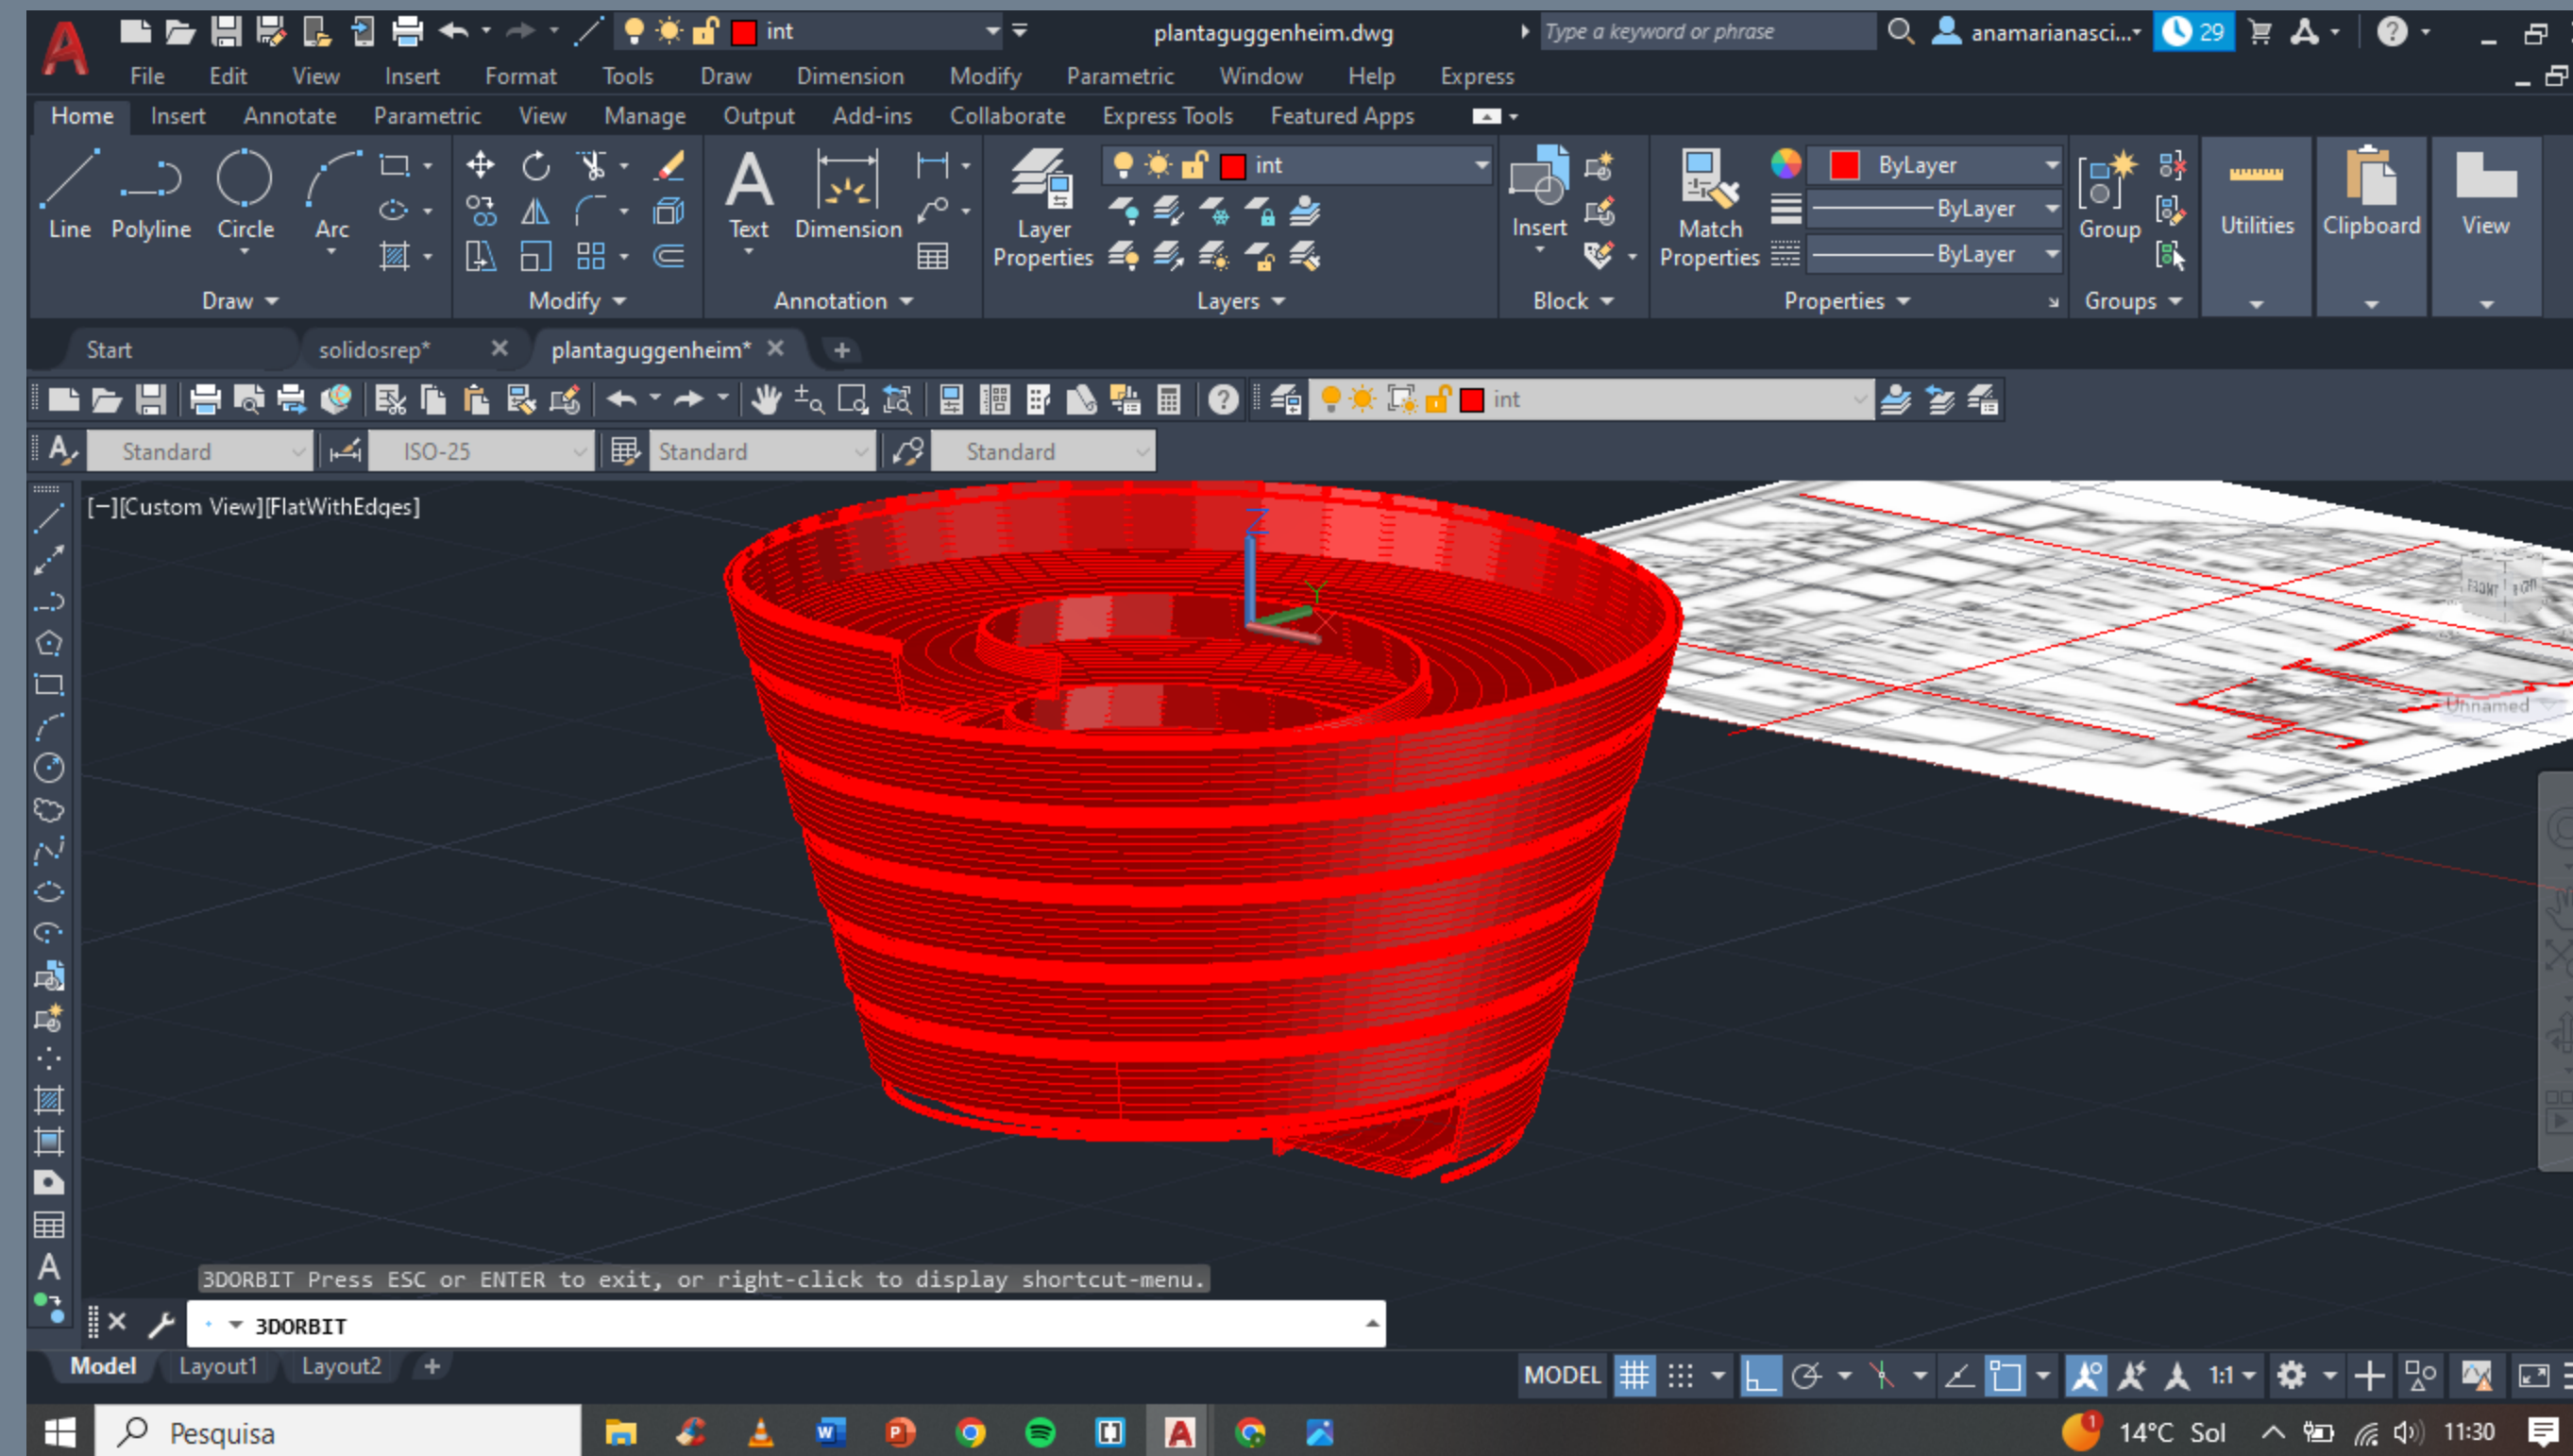 int
plantaguggenheim.dwg
Type a keyword or phrase
anamarianasci...
29
File Edit View Insert Format Tools Draw Dimension Modify Parametric Window Help Express
Home Insert Annotate Parametric View Manage Output Add-ins Collaborate Express Tools Featured Apps
int
ByLayer
ByLayer
ByLayer
Line Polyline Circle Arc
Text Dimension
Layer Properties
Insert
Match Properties
Group
Utilities
Clipboard
View
Draw Modify Annotation Layers Block Properties Groups
Start solidosrep* plantaguggenheim*
int
Standard ISO-25 Standard Standard
[−][Custom View][FlatWithEdges]
Z
Y
X
FRONT
Unnamed
3DORBIT Press ESC or ENTER to exit, or right-click to display shortcut-menu.
3DORBIT
Model Layout1 Layout2
MODEL
1:1
Pesquisa
1
14°C Sol
11:30